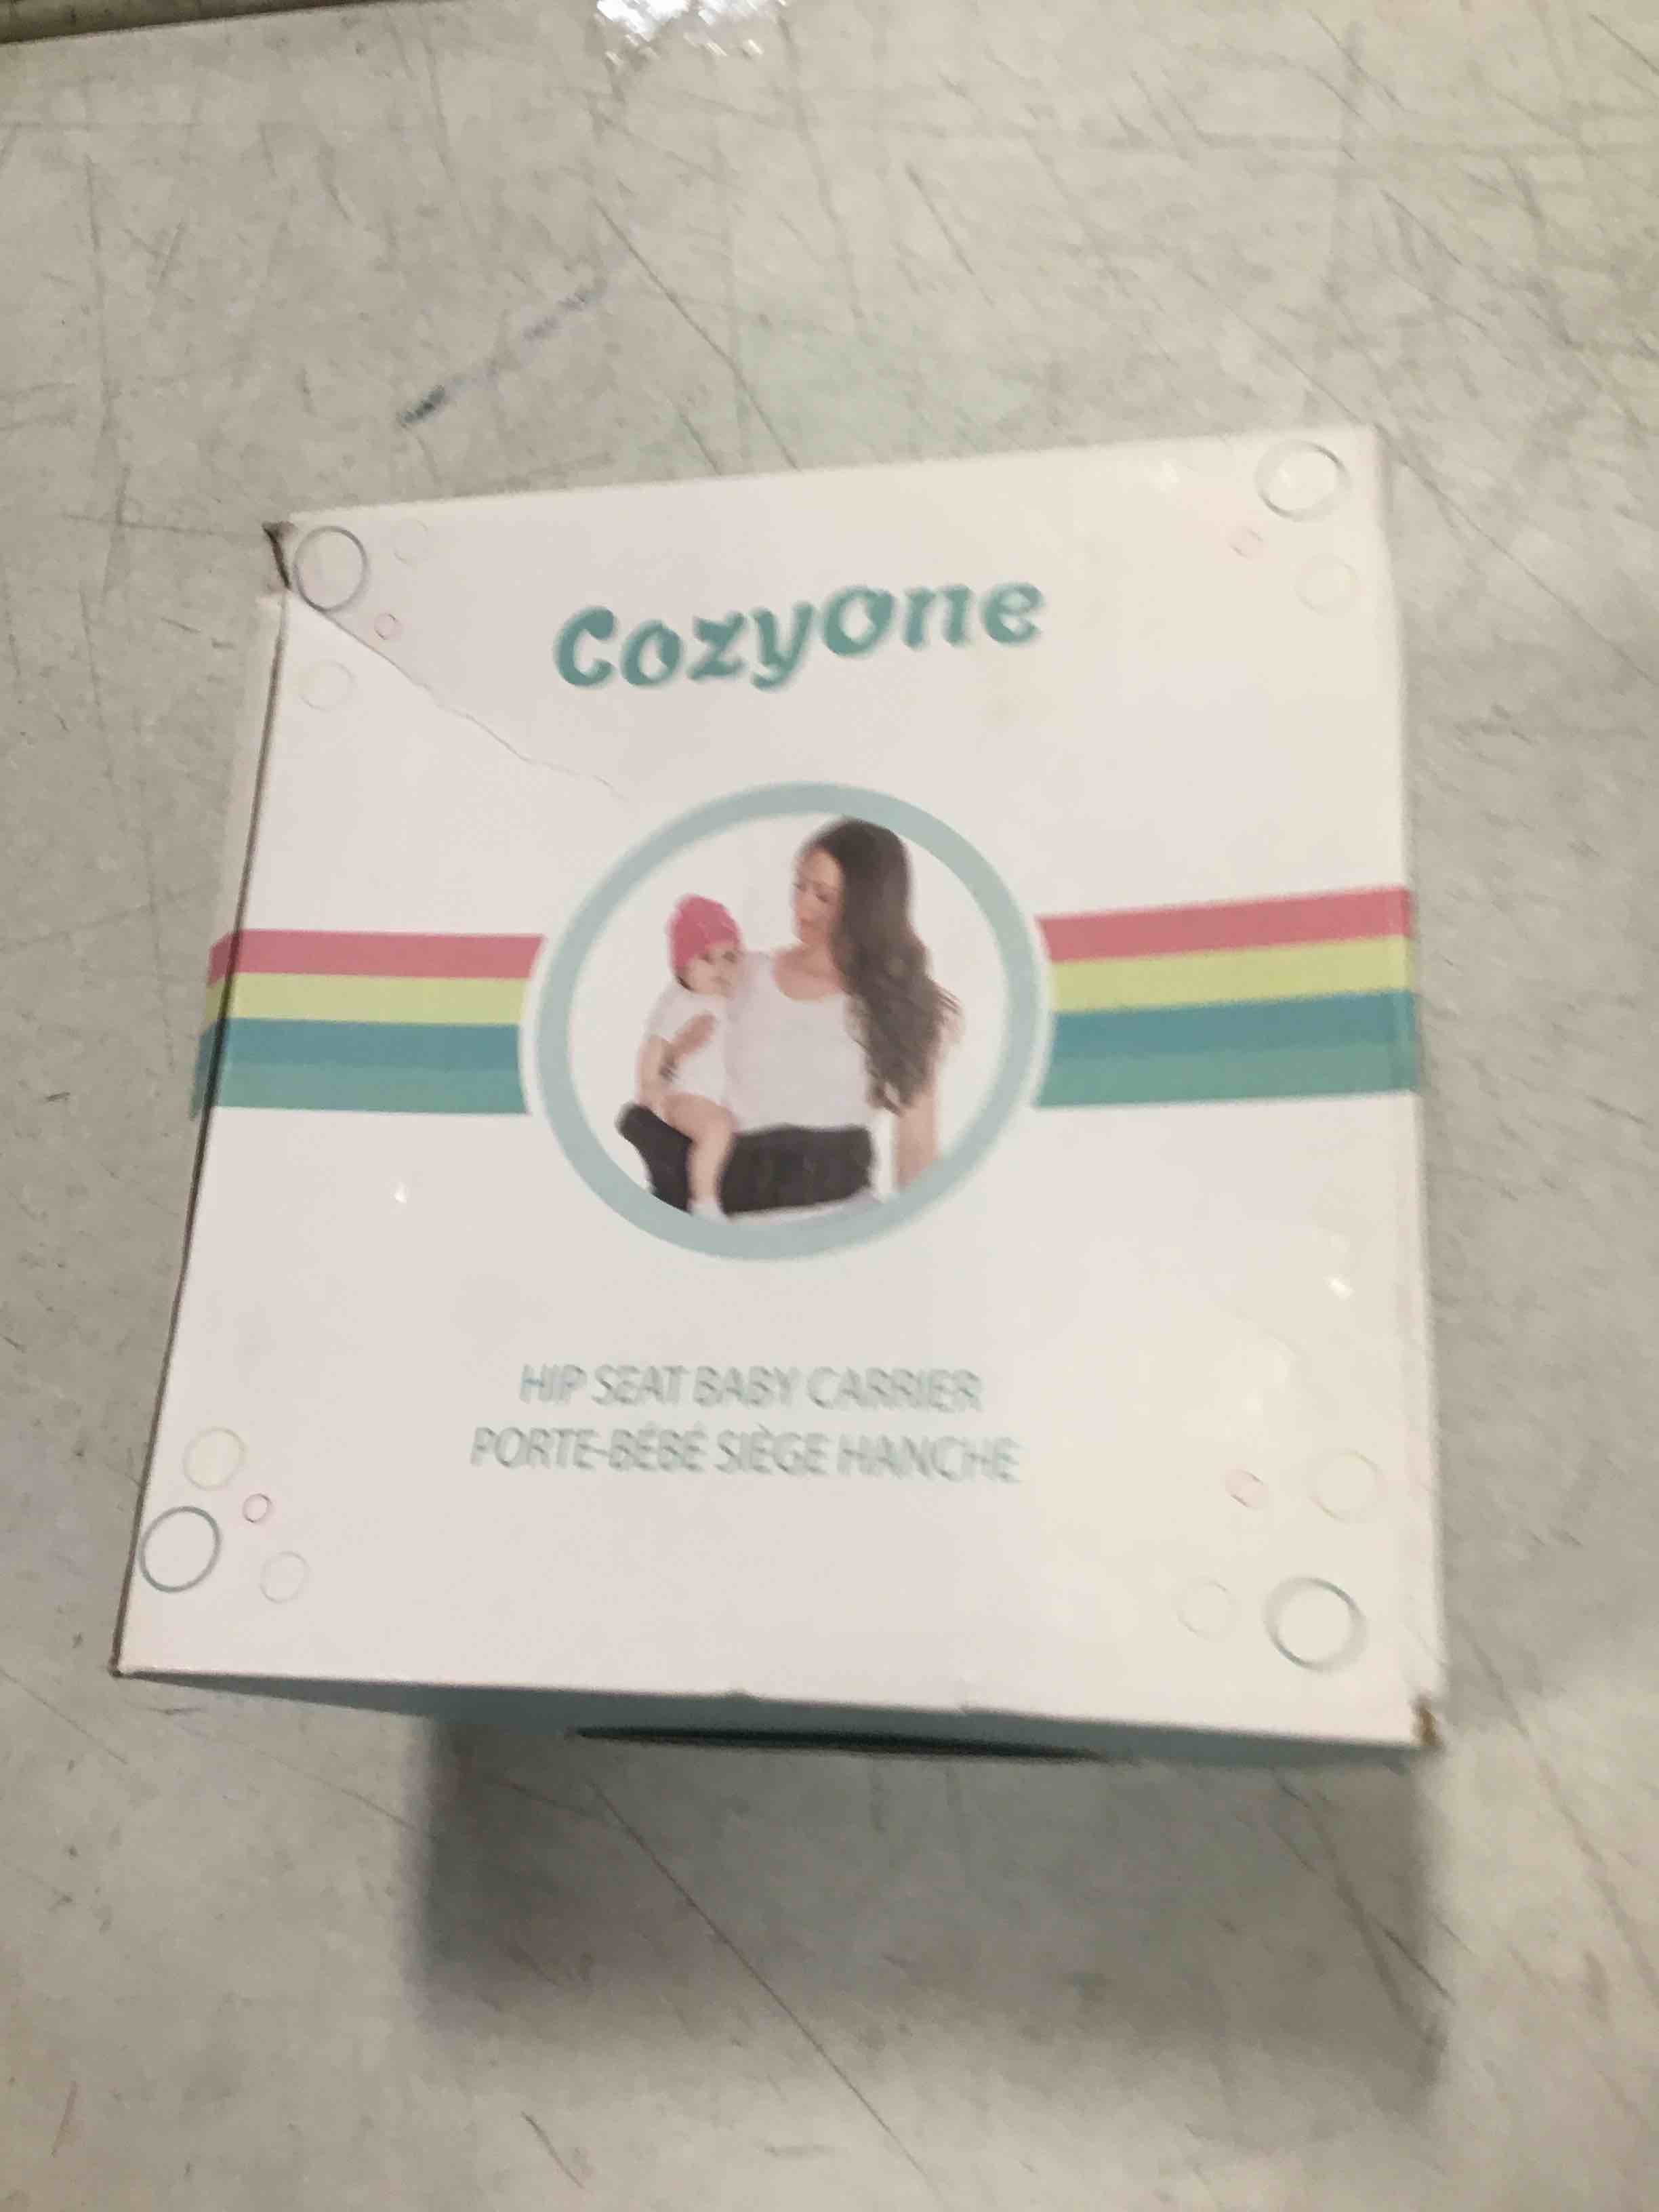 CozyOne
HIP SEAT BABY CARRIER
PORTE-BÉBÉ SIÈGE HANCHE